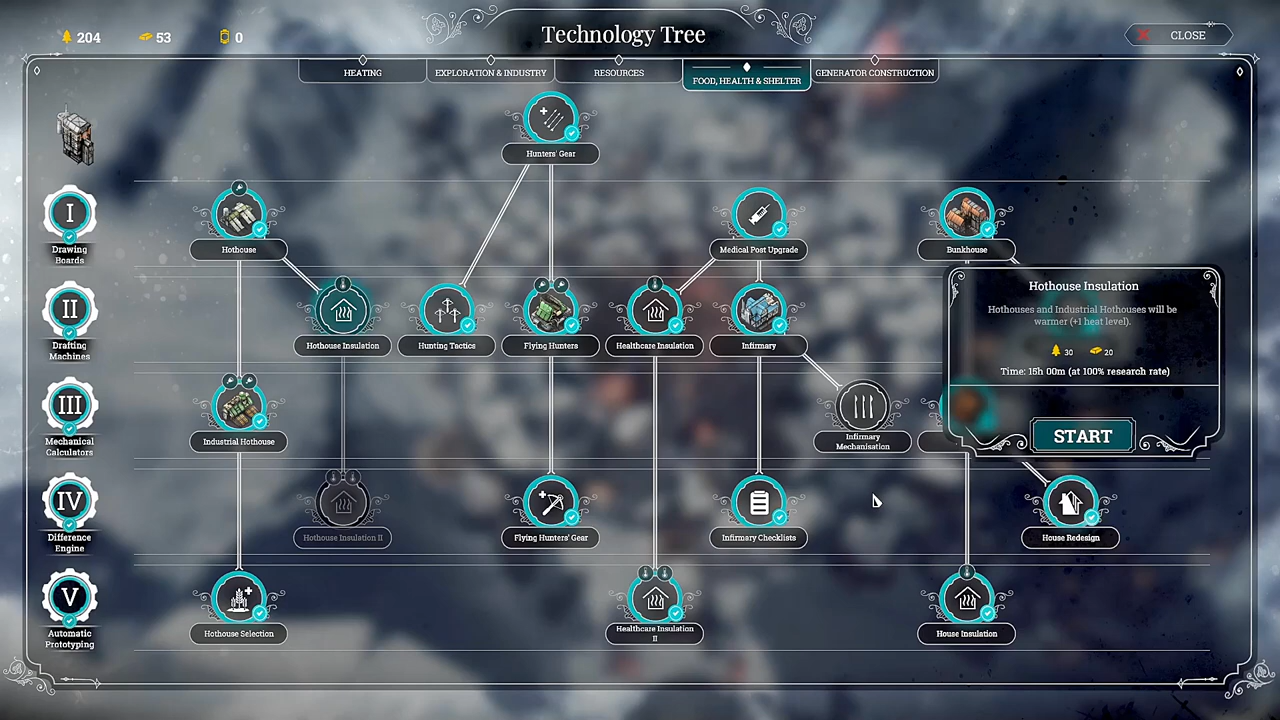 204
53
0
Technology Tree
CLOSE
HEATING
EXPLORATION & INDUSTRY
RESOURCES
FOOD, HEALTH & SHELTER
GENERATOR CONSTRUCTION
Hunters' Gear
I
Drawing
Boards
Hothouse
Medical Post Upgrade
Bunkhouse
II
Drafting
Machines
Hothouse Insulation
Hunting Tactics
Flying Hunters
Healthcare Insulation
Infirmary
Hothouse Insulation
Hothouses and Industrial Hothouses will be
warmer (+1 heat level).
30
20
Time: 15h 00m (at 100% research rate)
START
III
Mechanical
Calculators
Industrial Hothouse
Infirmary
Mechanisation
IV
Difference
Engine
Hothouse Insulation II
Flying Hunters' Gear
Infirmary Checklists
House Redesign
V
Automatic
Prototyping
Hothouse Selection
Healthcare Insulation
II
House Insulation